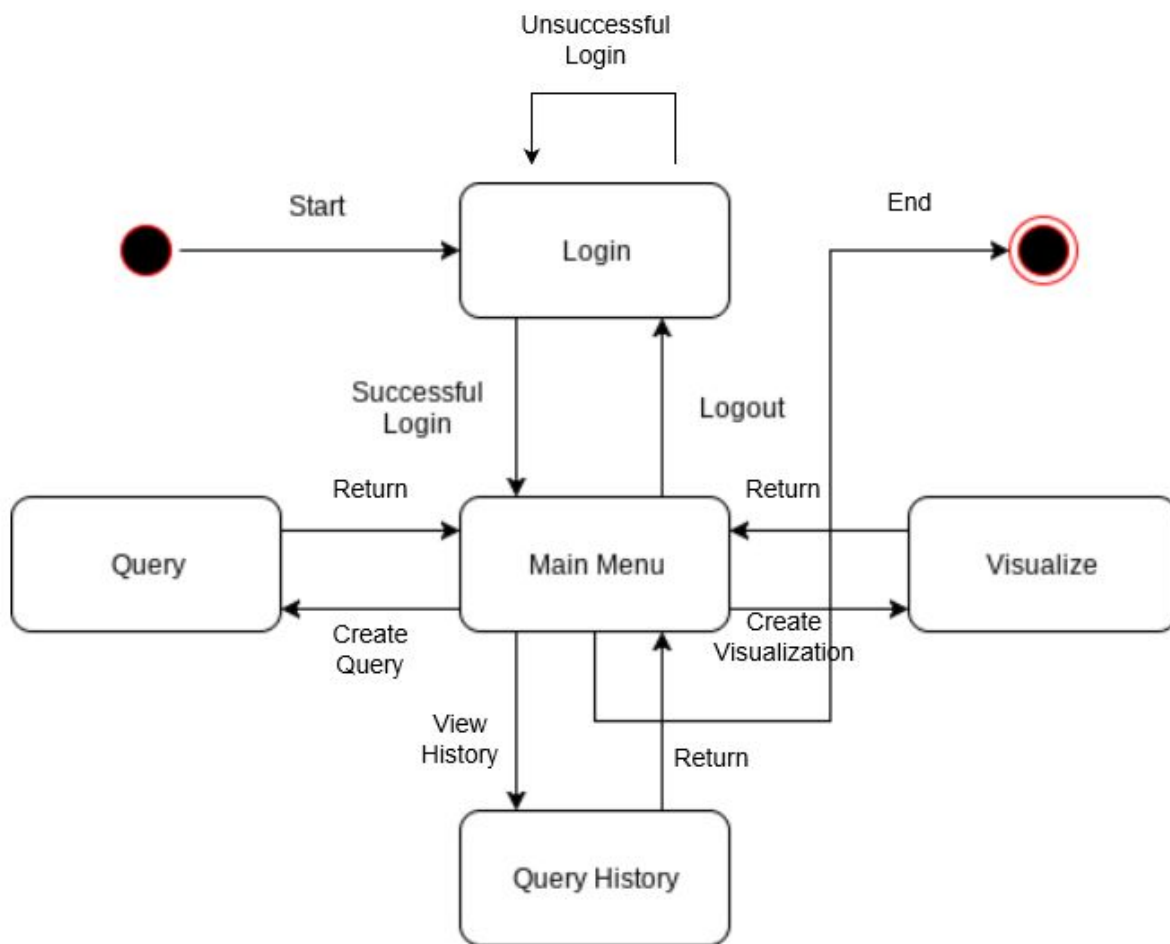 Unsuccessful
Login
Start
End
Login
Successful
Login
Logout
Return
Return
Query
Main Menu
Visualize
Create
Query
Create
Visualization
View
History
Return
Query History